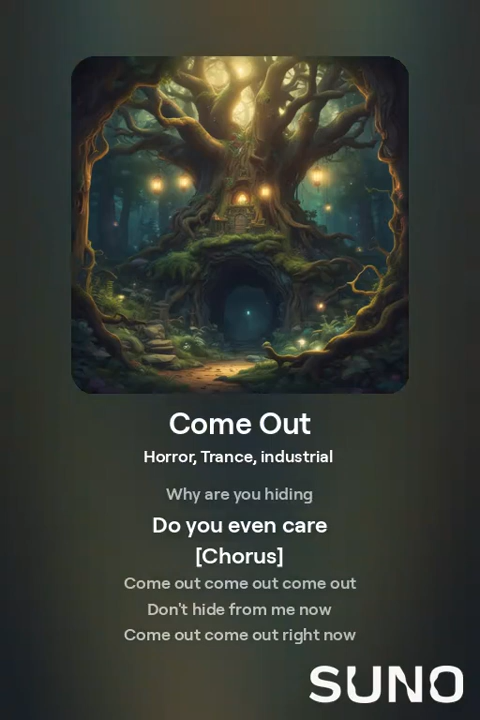 Come Out
Horror, Trance, industrial
Why are you hiding
Do you even care
[Chorus]
Come out come out come out
Don't hide from me now
Come out come out right now
SUNO